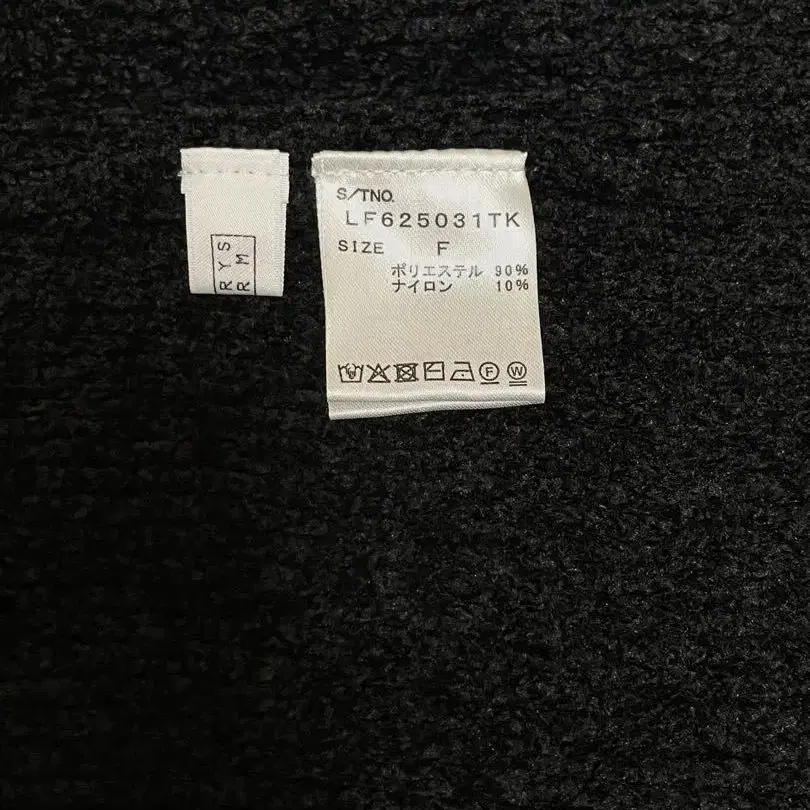 S/TNO.
LF625031TK
SIZE F
ポリエステル 90%
ナイロン 10%
F W
RYS
RM